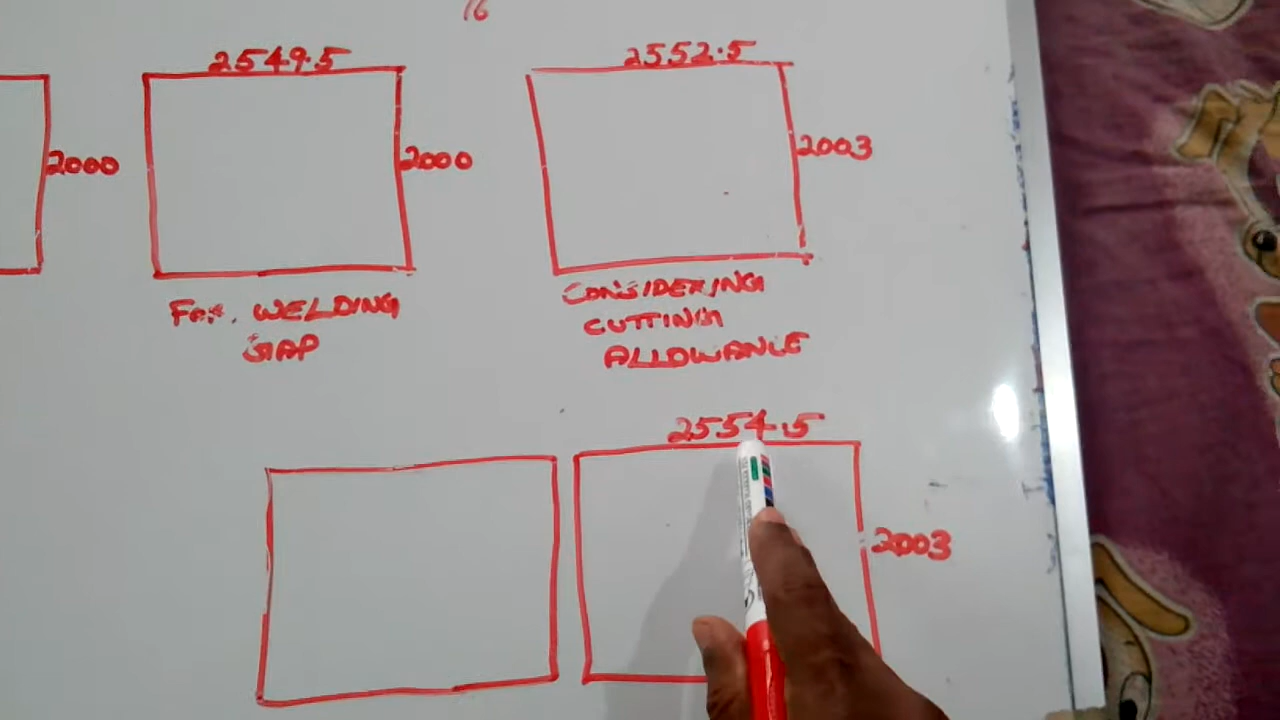 16
2549.5
2552.5
2000
2000
2003
For. WELDING
GAP
CONSIDERING
CUTTING
ALLOWANCE
2554.5
2003